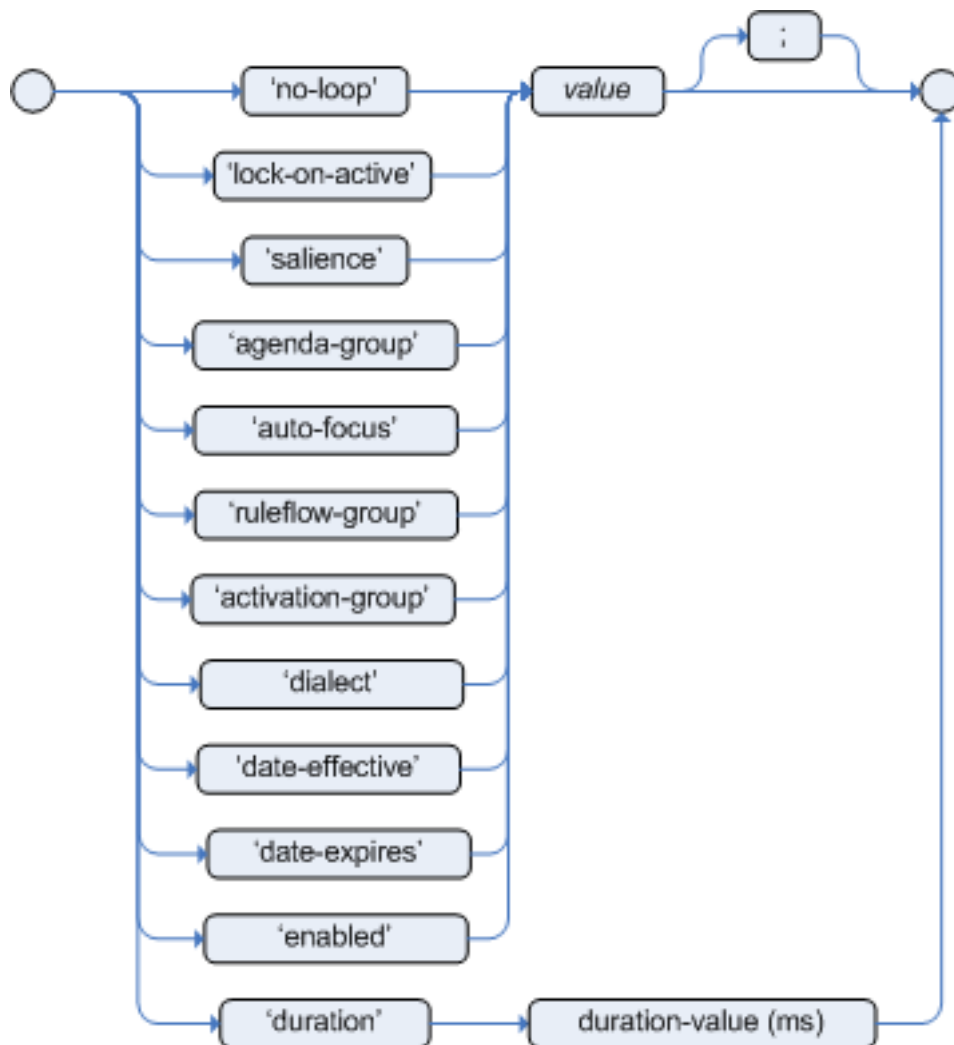 ;
‘no-loop’ value
‘lock-on-active’
‘salience’
‘agenda-group’
‘auto-focus’
‘ruleflow-group’
‘activation-group’
‘dialect’
‘date-effective’
‘date-expires’
‘enabled’
‘duration’ duration-value (ms)